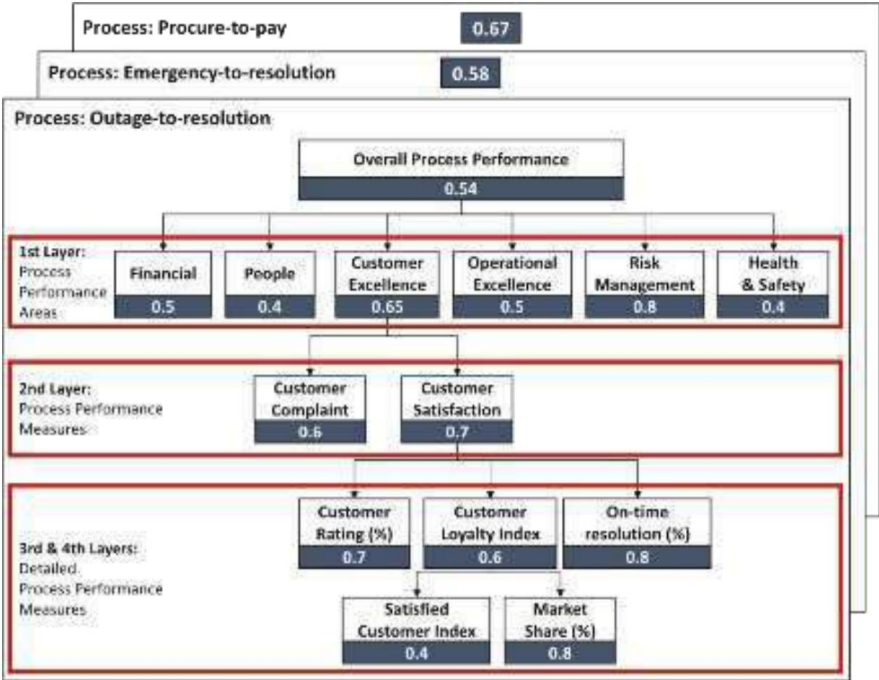 Process: Procure-to-pay
0.67
Process: Emergency-to-resolution
0.58
Process: Outage-to-resolution
Overall Process Performance
0.54
1st Layer:
Process
Performance
Areas
Financial
0.5
People
0.4
Customer
Excellence
0.65
Operational
Excellence
0.5
Risk
Management
0.8
Health
& Safety
0.4
2nd Layer:
Process Performance
Measures
Customer
Complaint
0.6
Customer
Satisfaction
0.7
3rd & 4th Layers:
Detailed
Process Performance
Measures
Customer
Rating (%)
0.7
Customer
Loyalty Index
0.6
On-time
resolution (%)
0.8
Satisfied
Customer Index
0.4
Market
Share (%)
0.8